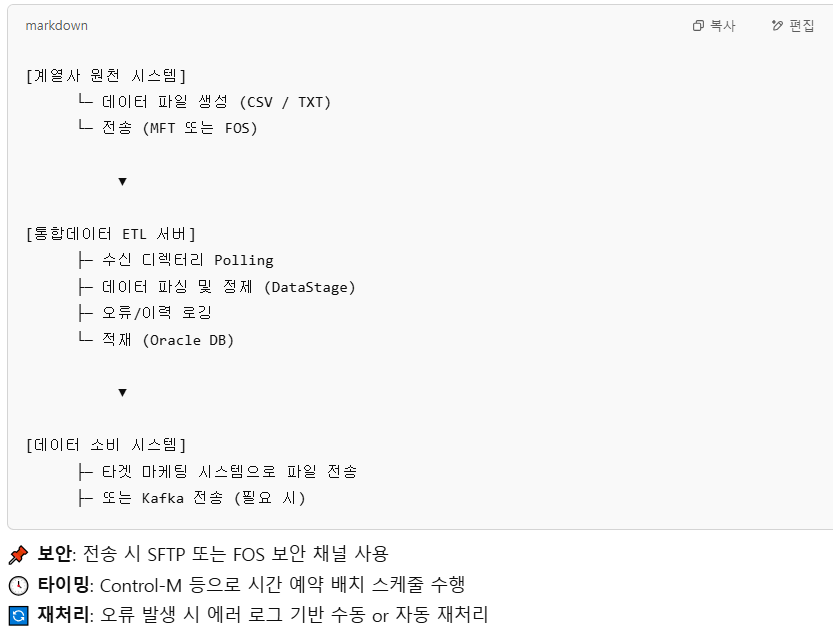 markdown
복사
편집
[계열사 원천 시스템]
└─ 데이터 파일 생성 (CSV / TXT)
└─ 전송 (MFT 또는 FOS)
▼
[통합데이터 ETL 서버]
├─ 수신 디렉터리 Polling
├─ 데이터 파싱 및 정제 (DataStage)
├─ 오류/이력 로깅
└─ 적재 (Oracle DB)
▼
[데이터 소비 시스템]
├─ 타겟 마케팅 시스템으로 파일 전송
├─ 또는 Kafka 전송 (필요 시)
📌 보안: 전송 시 SFTP 또는 FOS 보안 채널 사용
🕓 타이밍: Control-M 등으로 시간 예약 배치 스케줄 수행
🔄 재처리: 오류 발생 시 에러 로그 기반 수동 or 자동 재처리